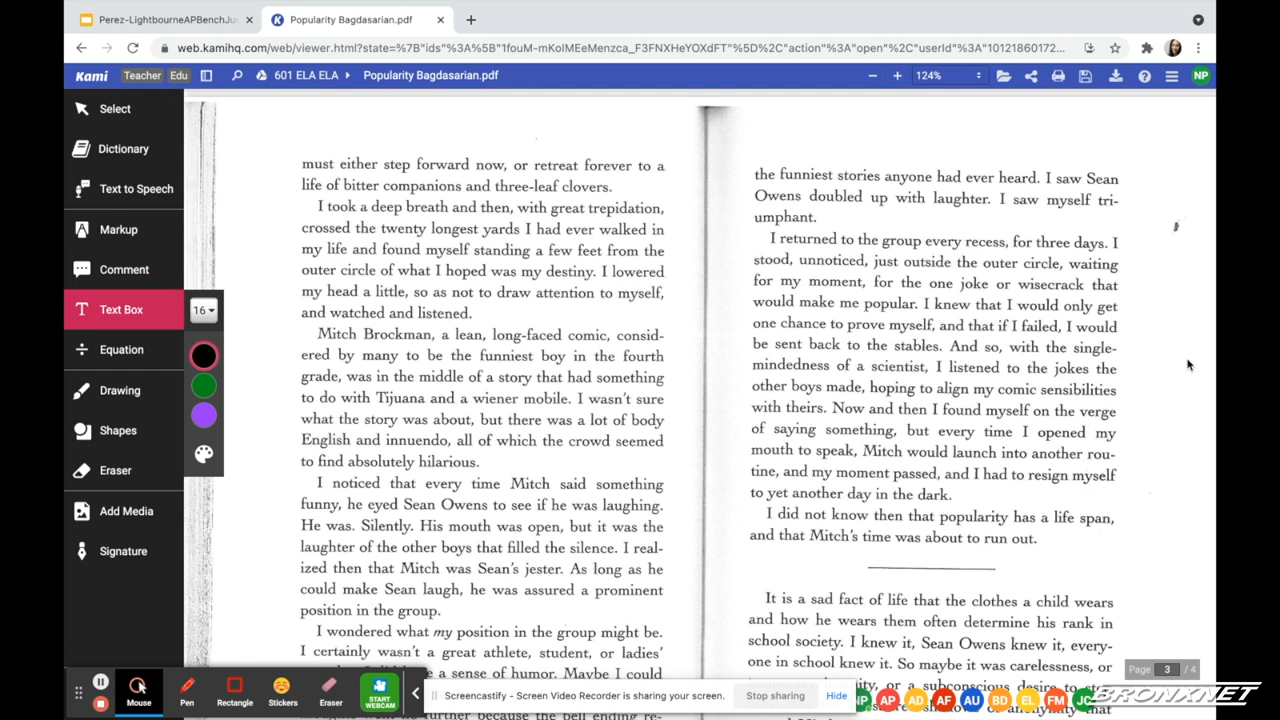 Perez-LightbourneAPBenchJu
Popularity Bagdasarian.pdf
web.kamihq.com/web/viewer.html?state=%7B"ids"%3A%5B"1fouM-mKolMEeMenzca_F3FNXHeYOXdFT"%5D%2C"action"%3A"open"%2C"userId"%3A"10121860172...
Kami Teacher Edu
601 ELA ELA
Popularity Bagdasarian.pdf
124%
NP
Select
Dictionary
Text to Speech
Markup
Comment
Text Box
Equation
Drawing
Shapes
Eraser
Add Media
Signature
16
must either step forward now, or retreat forever to a
life of bitter companions and three-leaf clovers.
I took a deep breath and then, with great trepidation,
crossed the twenty longest yards I had ever walked in
my life and found myself standing a few feet from the
outer circle of what I hoped was my destiny. I lowered
my head a little, so as not to draw attention to myself,
and watched and listened.
Mitch Brockman, a lean, long-faced comic, consid-
ered by many to be the funniest boy in the fourth
grade, was in the middle of a story that had something
to do with Tijuana and a wiener mobile. I wasn't sure
what the story was about, but there was a lot of body
English and innuendo, all of which the crowd seemed
to find absolutely hilarious.
I noticed that every time Mitch said something
funny, he eyed Sean Owens to see if he was laughing.
He was. Silently. His mouth was open, but it was the
laughter of the other boys that filled the silence. I real-
ized then that Mitch was Sean's jester. As long as he
could make Sean laugh, he was assured a prominent
position in the group.
I wondered what my position in the group might be.
I certainly wasn't a great athlete, student, or ladies'
a sense of humor. Maybe I could
further because the bell ending re-
the funniest stories anyone had ever heard. I saw Sean
Owens doubled up with laughter. I saw myself tri-
umphant.
I returned to the group every recess, for three days. I
stood, unnoticed, just outside the outer circle, waiting
for my moment, for the one joke or wisecrack that
would make me popular. I knew that I would only get
one chance to prove myself, and that if I failed, I would
be sent back to the stables. And so, with the single-
mindedness of a scientist, I listened to the jokes the
other boys made, hoping to align my comic sensibilities
with theirs. Now and then I found myself on the verge
of saying something, but every time I opened my
mouth to speak, Mitch would launch into another rou-
tine, and my moment passed, and I had to resign myself
to yet another day in the dark.
I did not know then that popularity has a life span,
and that Mitch's time was about to run out.
It is a sad fact of life that the clothes a child wears
and how he wears them often determine his rank in
school society. I knew it, Sean Owens knew it, every-
one in school knew it. So maybe it was carelessness, or
or a subconscious desire to
Page 3 / 4
Mouse
Pen
Rectangle
Stickers
Eraser
START WEBCAM
Screencastify - Screen Video Recorder is sharing your screen.
Stop sharing
Hide
AP AP AD AF AU BD EL FM JC
BRONXNET